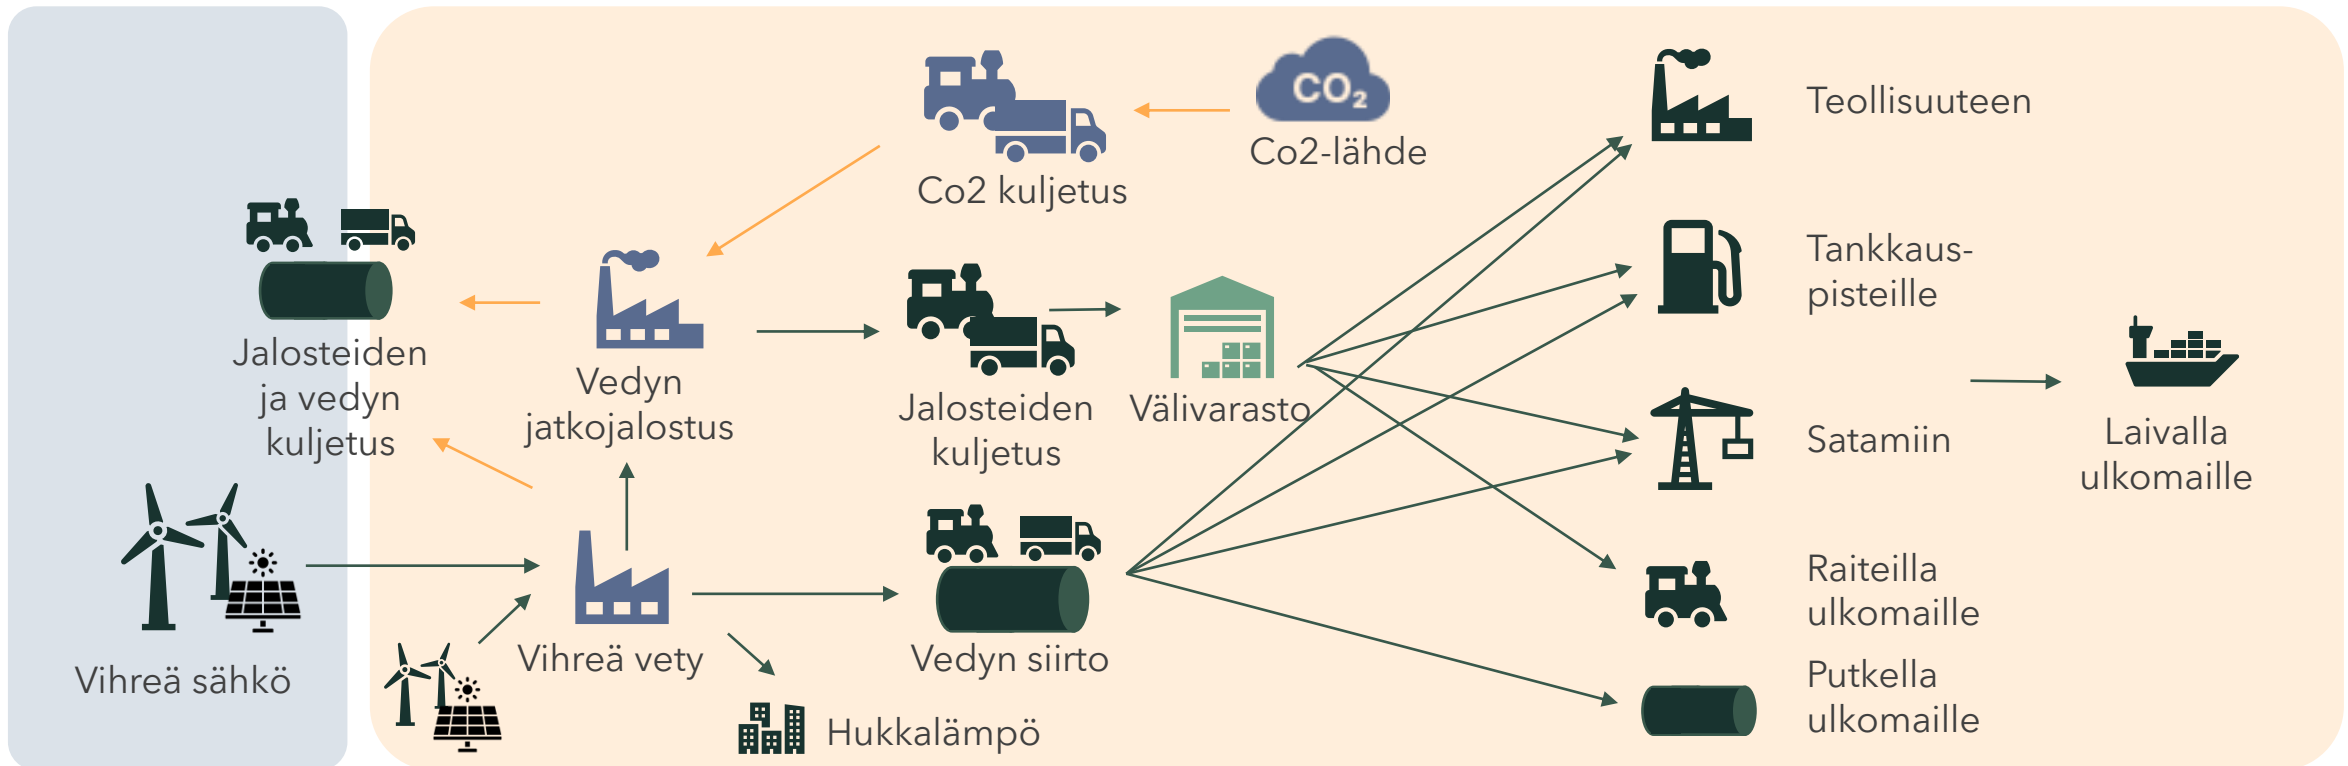 CO₂
Co2-lähde
Co2 kuljetus
Teollisuuteen
Tankkaus-
pisteille
Jalosteiden
ja vedyn
kuljetus
Vedyn
jatkojalostus
Jalosteiden
kuljetus
Välivarasto
Satamiin
Laivalla
ulkomaille
Vihreä sähkö
Vihreä vety
Vedyn siirto
Hukkalämpö
Raiteilla
ulkomaille
Putkella
ulkomaille